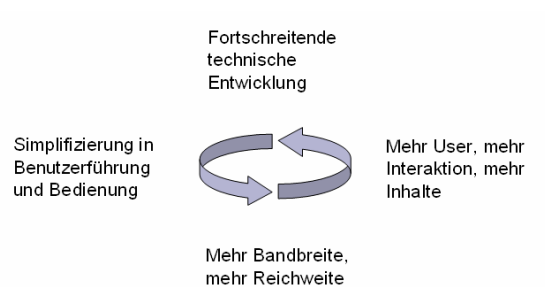 Fortschreitende
technische
Entwicklung
Simplifizierung in
Benutzerführung
und Bedienung
Mehr User, mehr
Interaktion, mehr
Inhalte
Mehr Bandbreite,
mehr Reichweite